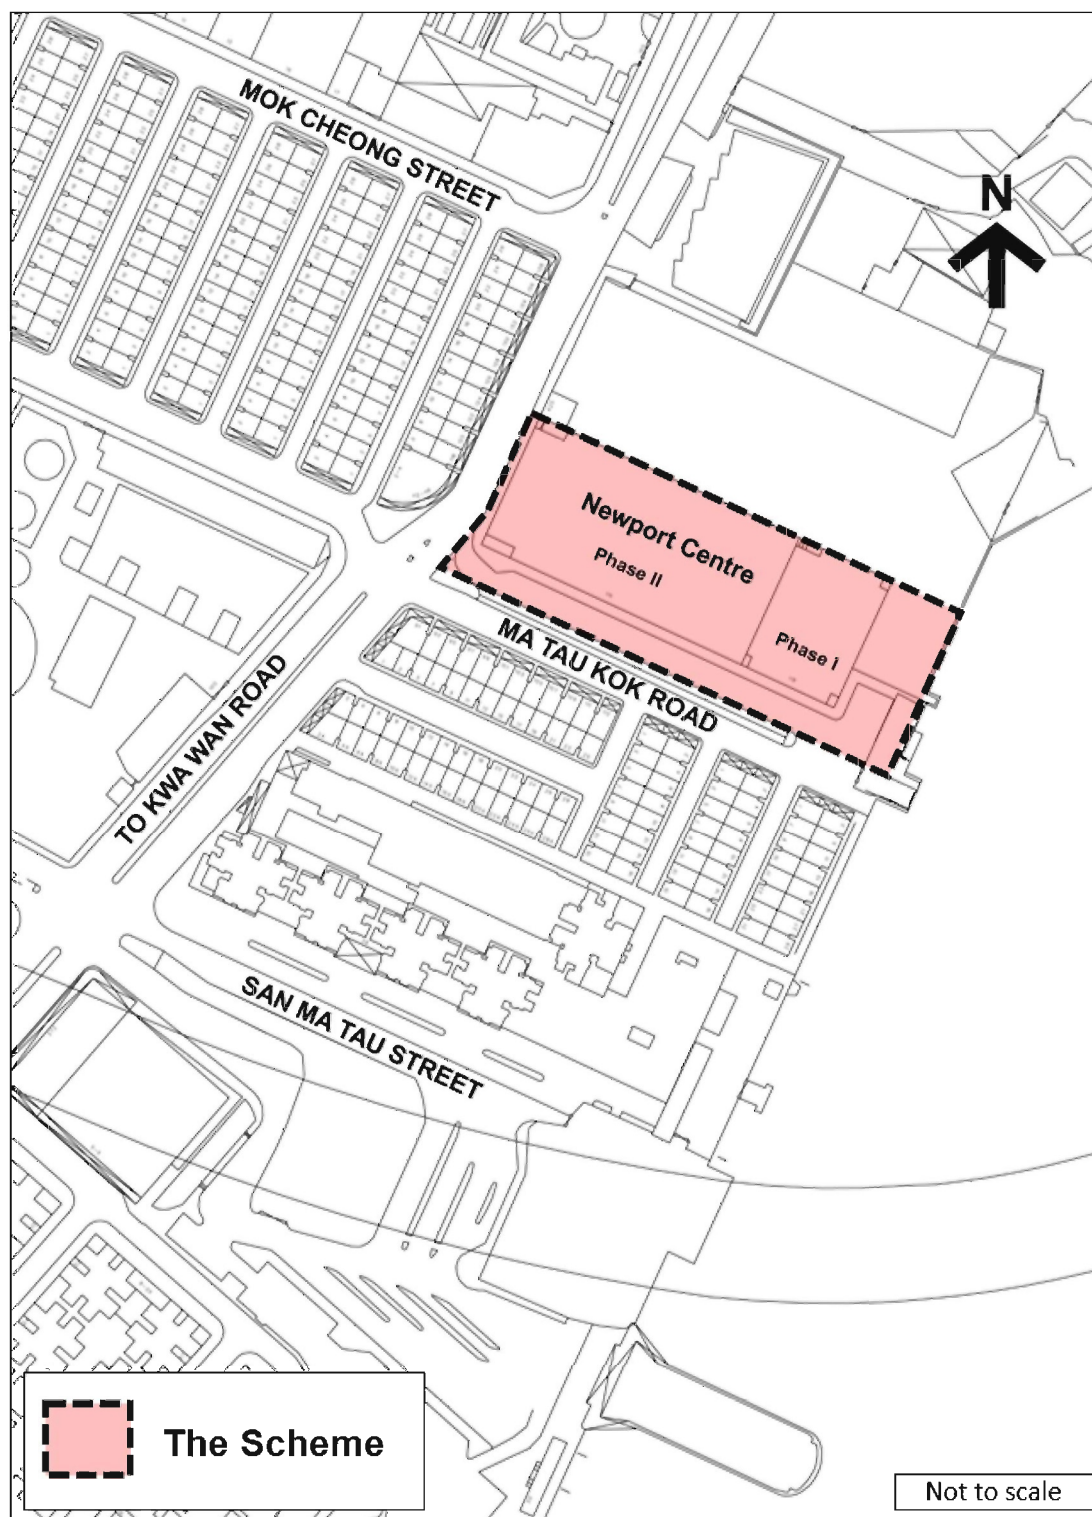 MOK CHEONG STREET
N
Newport Centre
Phase II
Phase I
MA TAU KOK ROAD
TO KWA WAN ROAD
SAN MA TAU STREET
The Scheme
Not to scale